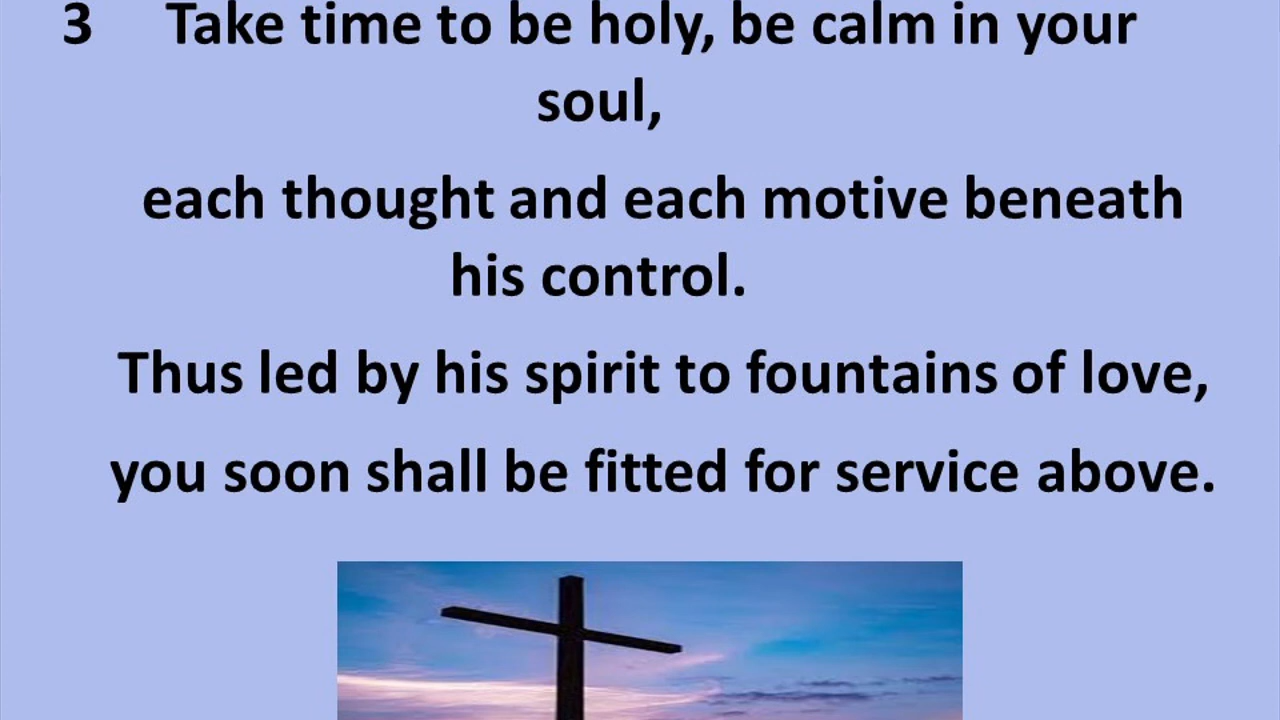 3 Take time to be holy, be calm in your
soul,
each thought and each motive beneath
his control.
Thus led by his spirit to fountains of love,
you soon shall be fitted for service above.